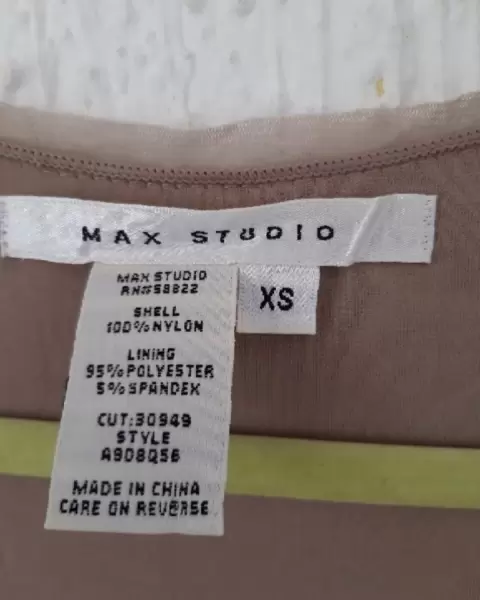 MAX STUDIO
MAX STUDIO
RN#58822
XS
SHELL
100% NYLON
LINING
95% POLYESTER
5% SPANDEX
CUT:30949
STYLE
A908Q56
MADE IN CHINA
CARE ON REVERSE